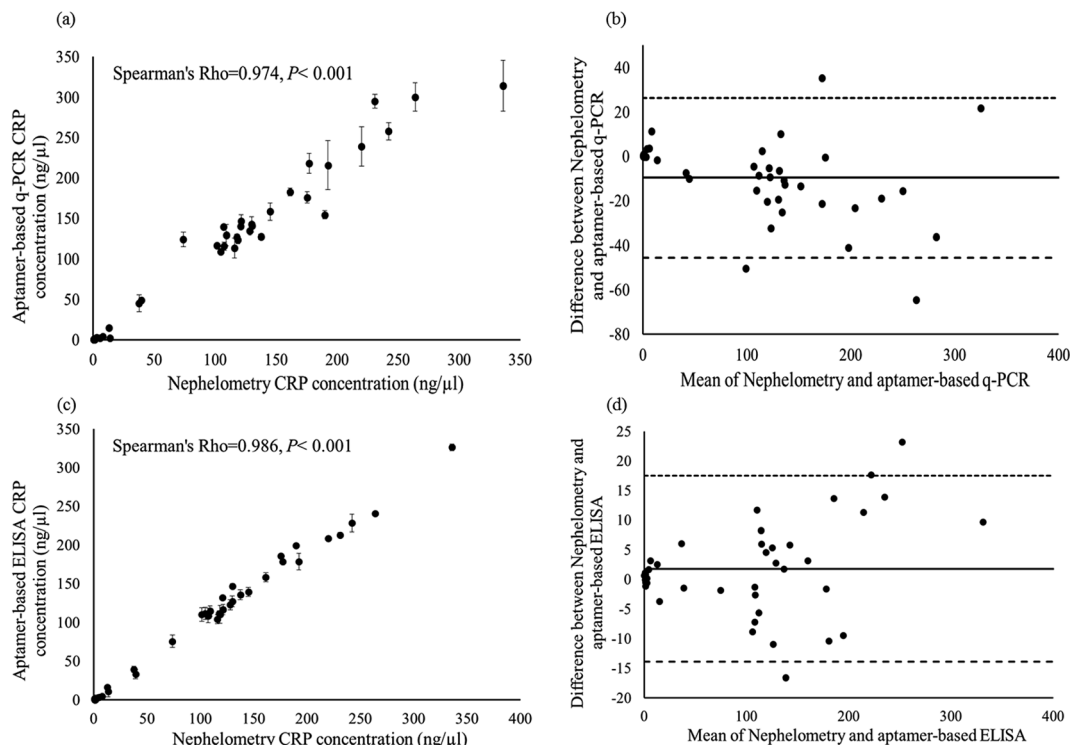 (a)
Spearman's Rho=0.974, P< 0.001
Aptamer-based q-PCR CRP
concentration (ng/µl)
350
300
250
200
150
100
50
0
0 50 100 150 200 250 300 350
Nephelometry CRP concentration (ng/µl)
(b)
Difference between Nephelometry
and aptamer-based q-PCR
40
20
0
-20
-40
-60
-80
0 100 200 300 400
Mean of Nephelometry and aptamer-based q-PCR
(c)
Spearman's Rho=0.986, P< 0.001
Aptamer-based ELISA CRP
concentration (ng/µl)
350
300
250
200
150
100
50
0
0 50 100 150 200 250 300 350 400
Nephelometry CRP concentration (ng/µl)
(d)
Difference between Nephelometry and
aptamer-based ELISA
25
20
15
10
5
0
-5
-10
-15
-20
0 100 200 300 400
Mean of Nephelometry and aptamer-based ELISA